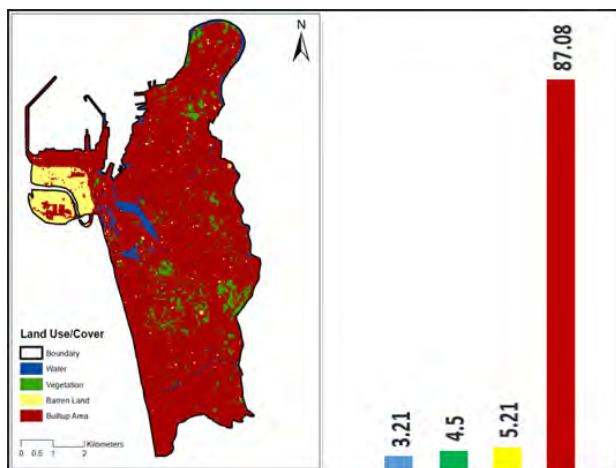 N
Land Use/Cover
Boundary
Water
Vegetation
Barren Land
Builtup Area
0 0.5 1 2
Kilometers
3.21
4.5
5.21
87.08